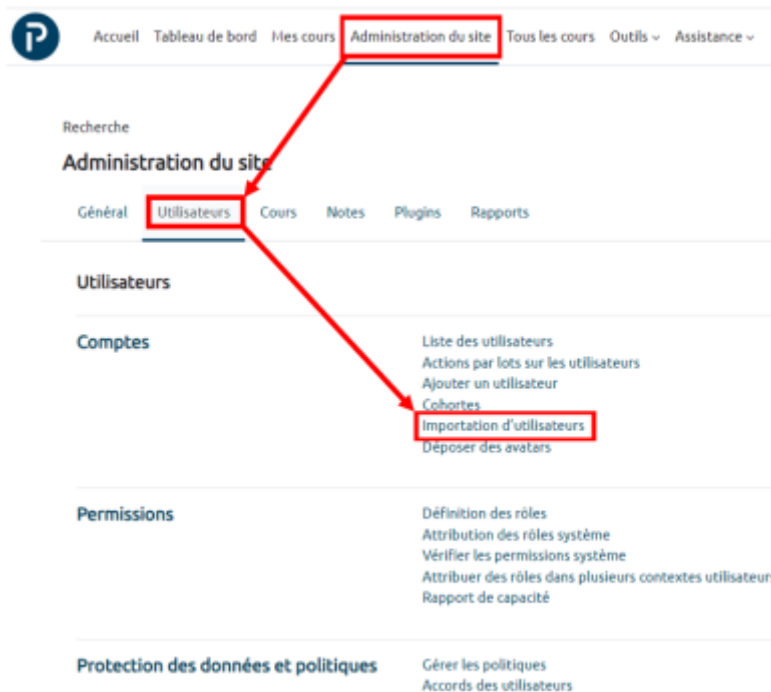 P
Accueil Tableau de bord Mes cours Administration du site Tous les cours Outils Assistance
Recherche
Administration du site
Général Utilisateurs Cours Notes Plugins Rapports
Utilisateurs
Comptes
Liste des utilisateurs
Actions par lots sur les utilisateurs
Ajouter un utilisateur
Cohortes
Importation d'utilisateurs
Déposer des avatars
Permissions
Définition des rôles
Attribution des rôles système
Vérifier les permissions système
Attribuer des rôles dans plusieurs contextes utilisateur
Rapport de capacité
Protection des données et politiques
Gérer les politiques
Accords des utilisateurs